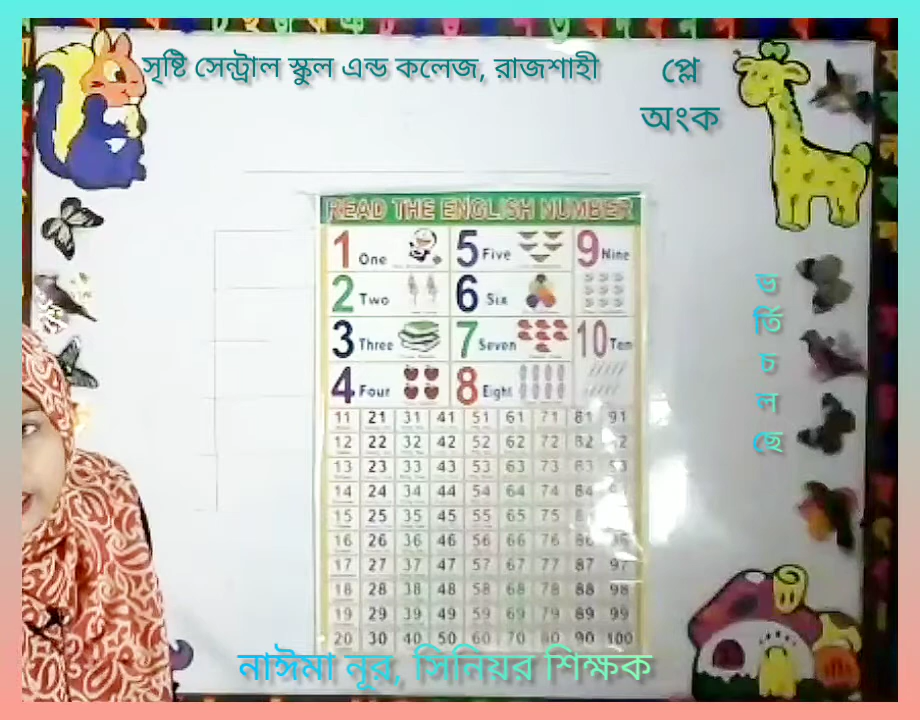 সৃষ্টি সেন্ট্রাল স্কুল এন্ড কলেজ, রাজশাহী
প্লে
অংক
READ THE ENGLISH NUMBER
1 One 5 Five 9 Nine
2 Two 6 Six
3 Three 7 Seven 10 Ten
4 Four 8 Eight
11 21 31 41 51 61 71 81 91
12 22 32 42 52 62 72 82
13 23 33 43 53 63 73 83 93
14 24 34 44 54 64 74 84
15 25 35 45 55 65 75
16 26 36 46 56 66 76 86 96
17 27 37 47 57 67 77 87 97
18 28 38 48 58 68 78 88 98
19 29 39 49 59 69 79 89 99
20 30 40 50 60 70 80 90 100
ভ
র্তি
চ
ল
ছে
নাঈমা নূর, সিনিয়র শিক্ষক